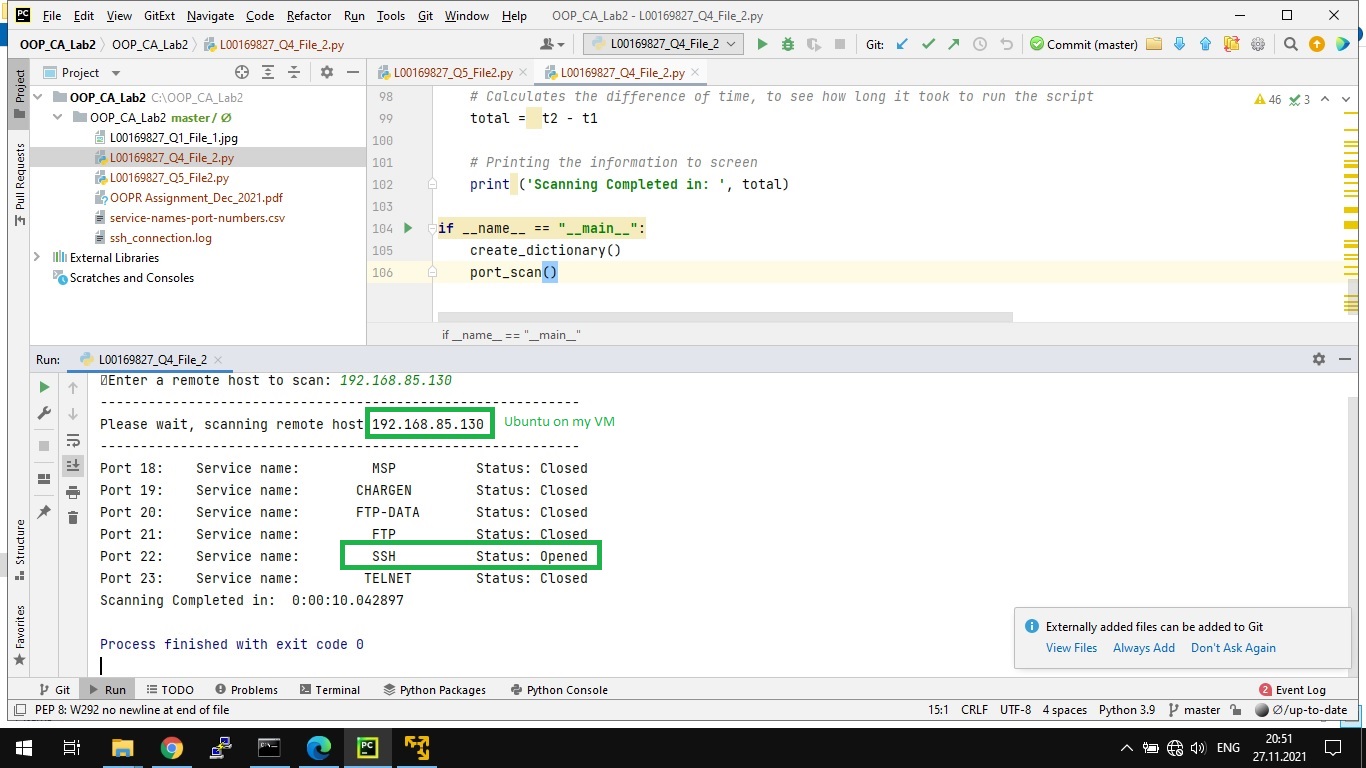 PC File Edit View GitExt Navigate Code Refactor Run Tools Git Window Help OOP_CA_Lab2 - L00169827_Q4_File_2.py
OOP_CA_Lab2 OOP_CA_Lab2 L00169827_Q4_File_2.py L00169827_Q4_File_2 Git: Commit (master)
Project
Pull Requests
Structure
Favorites
Project
OOP_CA_Lab2 C:\OOP_CA_Lab2
OOP_CA_Lab2 master / Ø
L00169827_Q1_File_1.jpg
L00169827_Q4_File_2.py
L00169827_Q5_File2.py
OOPR Assignment_Dec_2021.pdf
service-names-port-numbers.csv
ssh_connection.log
External Libraries
Scratches and Consoles
L00169827_Q5_File2.py L00169827_Q4_File_2.py
46 3
98 # Calculates the difference of time, to see how long it took to run the script
99 total =  t2 - t1
100
101 # Printing the information to screen
102 print ('Scanning Completed in: ', total)
103
104 if __name__ == "__main__":
105 create_dictionary()
106 port_scan()
if __name__ == "__main__"
Run: L00169827_Q4_File_2
Enter a remote host to scan: 192.168.85.130
------------------------------------------------------------
Please wait, scanning remote host 192.168.85.130 Ubuntu on my VM
------------------------------------------------------------
Port 18: Service name: MSP Status: Closed
Port 19: Service name: CHARGEN Status: Closed
Port 20: Service name: FTP-DATA Status: Closed
Port 21: Service name: FTP Status: Closed
Port 22: Service name: SSH Status: Opened
Port 23: Service name: TELNET Status: Closed
Scanning Completed in:  0:00:10.042897
Process finished with exit code 0
Externally added files can be added to Git
View Files Always Add Don't Ask Again
Git Run TODO Problems Terminal Python Packages Python Console 2 Event Log
PEP 8: W292 no newline at end of file 15:1 CRLF UTF-8 4 spaces Python 3.9 master Ø/up-to-date
PC ENG 20:51
27.11.2021